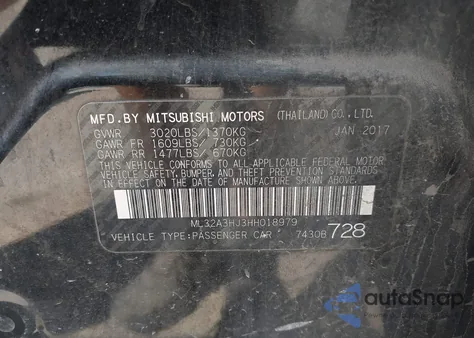 MFD.BY MITSUBISHI MOTORS (THAILAND)CO.,LTD.
GVWR 3020LBS/1370KG JAN 2017
GAWR FR 1609LBS/ 730KG
GAWR RR 1477LBS/ 670KG
THIS VEHICLE CONFORMS TO ALL APPLICABLE
FEDERAL MOTOR VEHICLE SAFETY,
BUMPER, AND THEFT PREVENTION STANDARDS
IN EFFECT ON THE DATE OF MANUFACTURE
SHOWN ABOVE.
ML32A3HJ3HH018979
VEHICLE TYPE:PASSENGER CAR 7430B 728
autoSnap